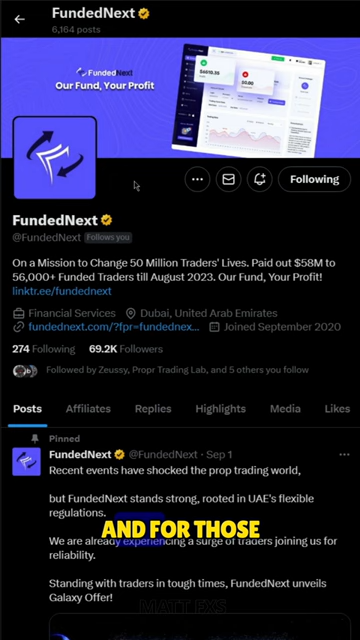 FundedNext
6,164 posts
FundedNext
Our Fund, Your Profit
Following
FundedNext
@FundedNext Follows you
On a Mission to Change 50 Million Traders' Lives. Paid out $58M to
56,000+ Funded Traders till August 2023. Our Fund, Your Profit!
linktr.ee/fundednext
Financial Services Dubai, United Arab Emirates
fundednext.com/?fpr=fundedne... Joined September 2020
274 Following 69.2K Followers
Followed by Zeussy, Propr Trading Lab, and 5 others you follow
Posts Affiliates Replies Highlights Media Likes
Pinned
FundedNext @FundedNext · Sep 1
Recent events have shocked the prop trading world,
but FundedNext stands strong, rooted in UAE's flexible
regulations.
AND FOR THOSE
We are already experiencing a surge of traders joining us for
reliability.
Standing with traders in tough times, FundedNext unveils
Galaxy Offer!
MATT EXS